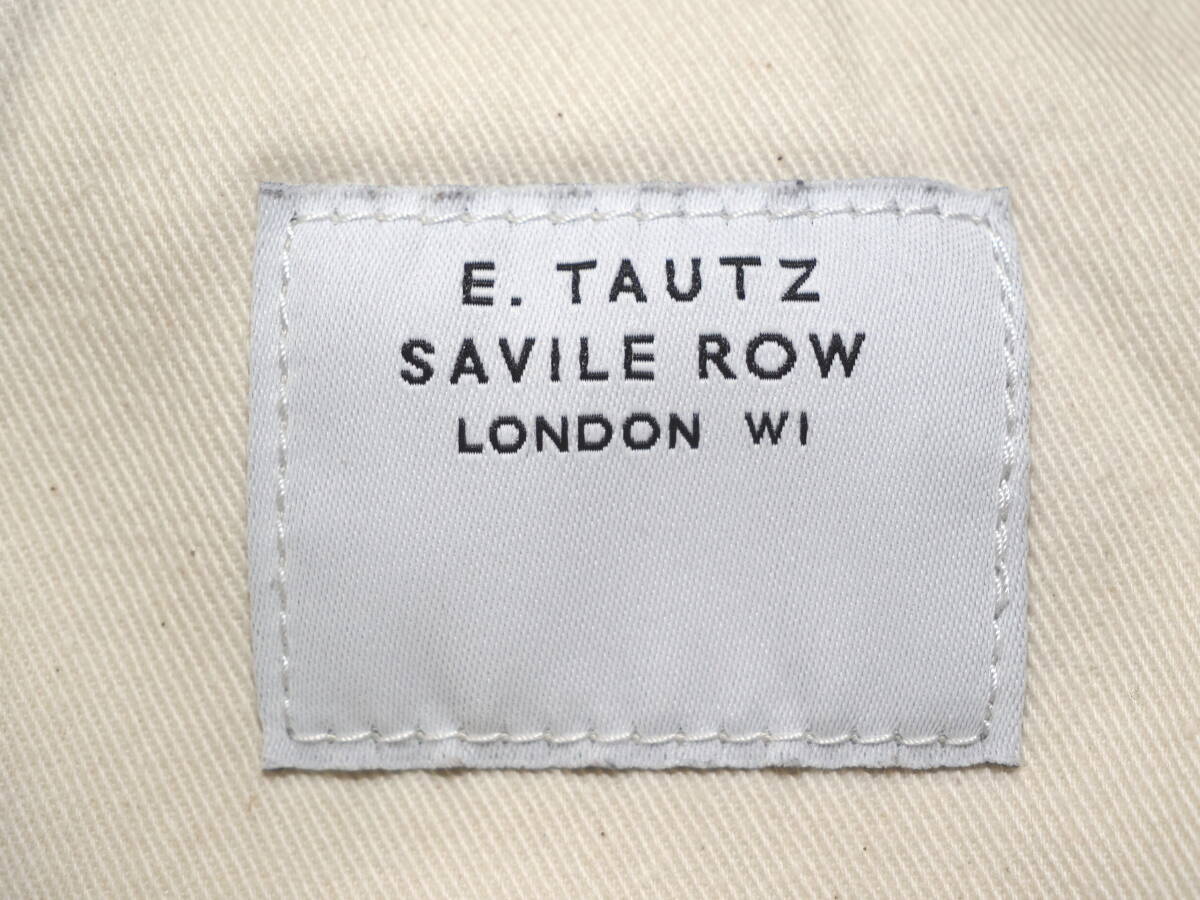 E. TAUTZ
SAVILE ROW
LONDON W1